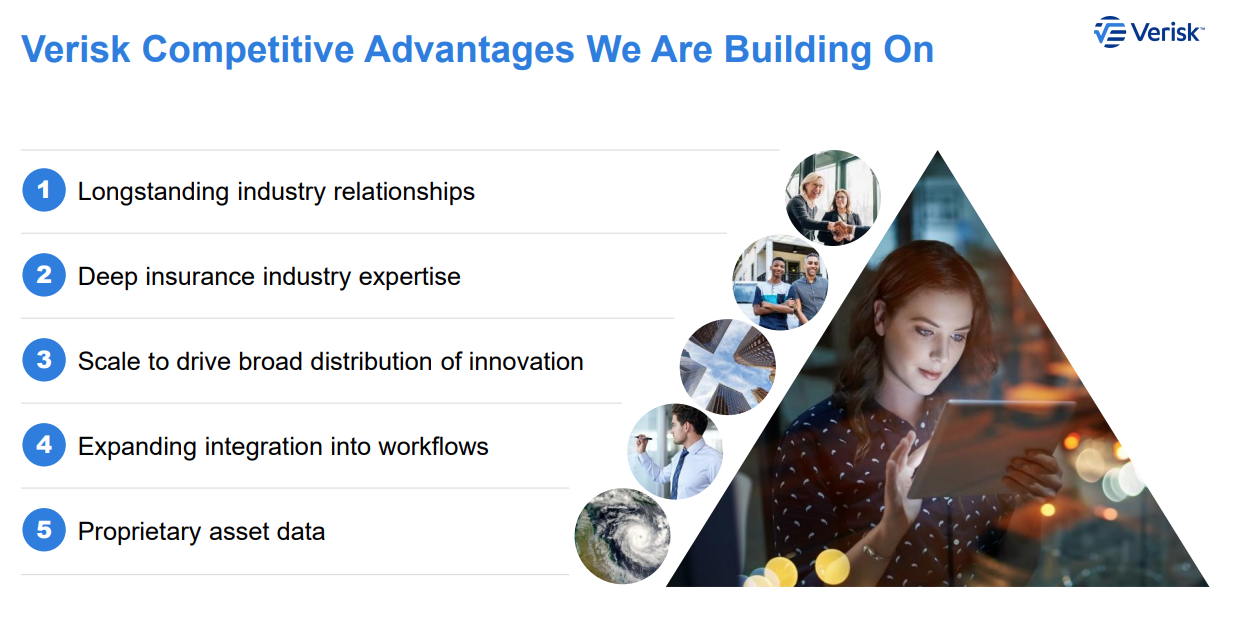 Verisk Competitive Advantages We Are Building On
Verisk™
1 Longstanding industry relationships
2 Deep insurance industry expertise
3 Scale to drive broad distribution of innovation
4 Expanding integration into workflows
5 Proprietary asset data